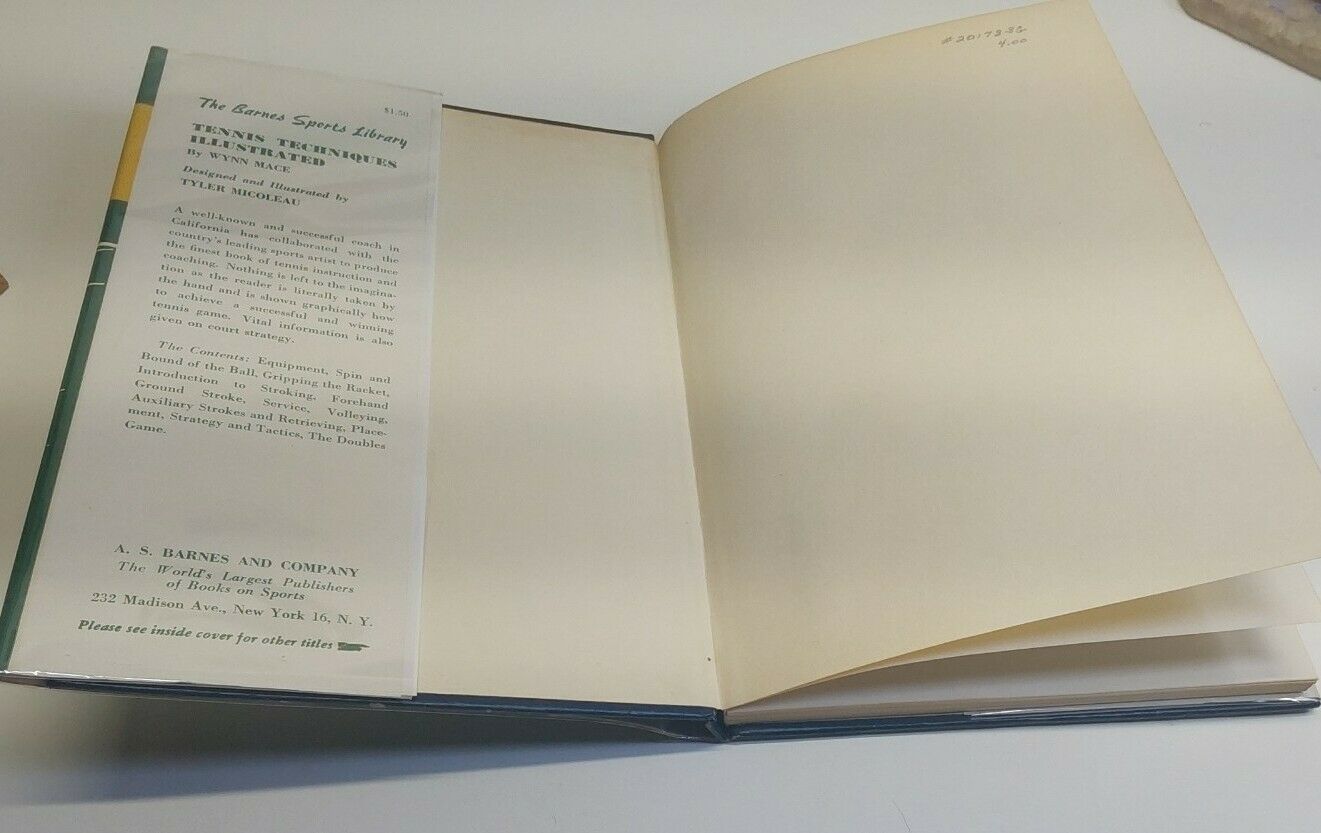 The Barnes Sports Library
$1.50
TENNIS TECHNIQUES
ILLUSTRATED
By WYNN MACE
Designed and Illustrated by
TYLER MICOLEAU
A well-known and successful coach in
California has collaborated with the
country's leading sports artist to produce
the finest book of tennis instruction and
coaching. Nothing is left to the imagina-
tion as the reader is literally taken by
the hand and is shown graphically how
to achieve a successful and winning
tennis game. Vital information is also
given on court strategy.
The Contents: Equipment, Spin and
Bound of the Ball, Gripping the Racket,
Introduction to Stroking, Forehand
Ground Stroke, Service, Volleying,
Auxiliary Strokes and Retrieving, Place-
ment, Strategy and Tactics, The Doubles
Game.
A. S. BARNES AND COMPANY
The World's Largest Publishers
of Books on Sports
232 Madison Ave., New York 16, N. Y.
Please see inside cover for other titles
4.00